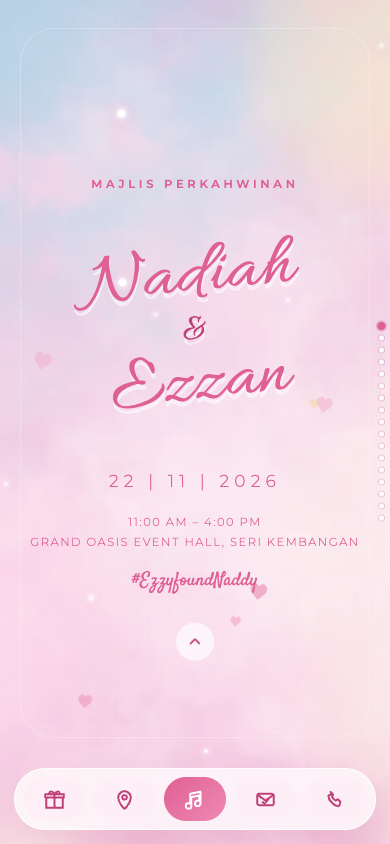 MAJLIS PERKAHWINAN
Nadiah
&
Ezzan
22 | 11 | 2026
11:00 AM – 4:00 PM
GRAND OASIS EVENT HALL, SERI KEMBANGAN
#EzzyfoundNaddy